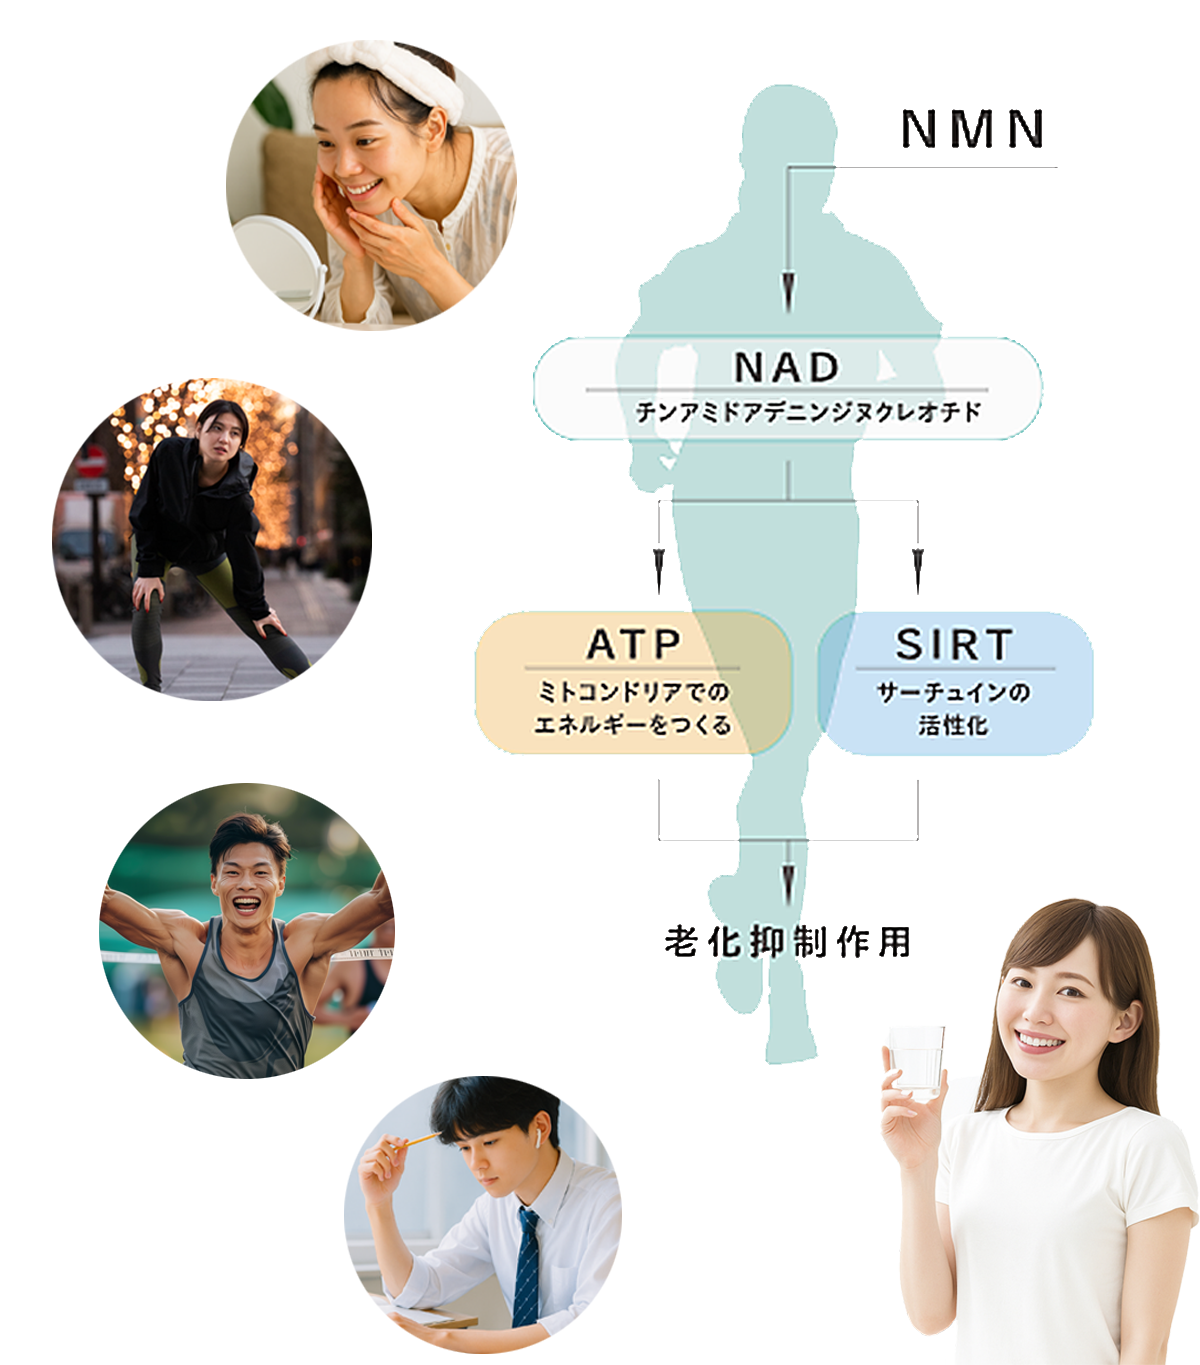 NMN
NAD
チンアミドアデニンジヌクレオチド
ATP
ミトコンドリアでの
エネルギーをつくる
SIRT
サーチュインの
活性化
老化抑制作用